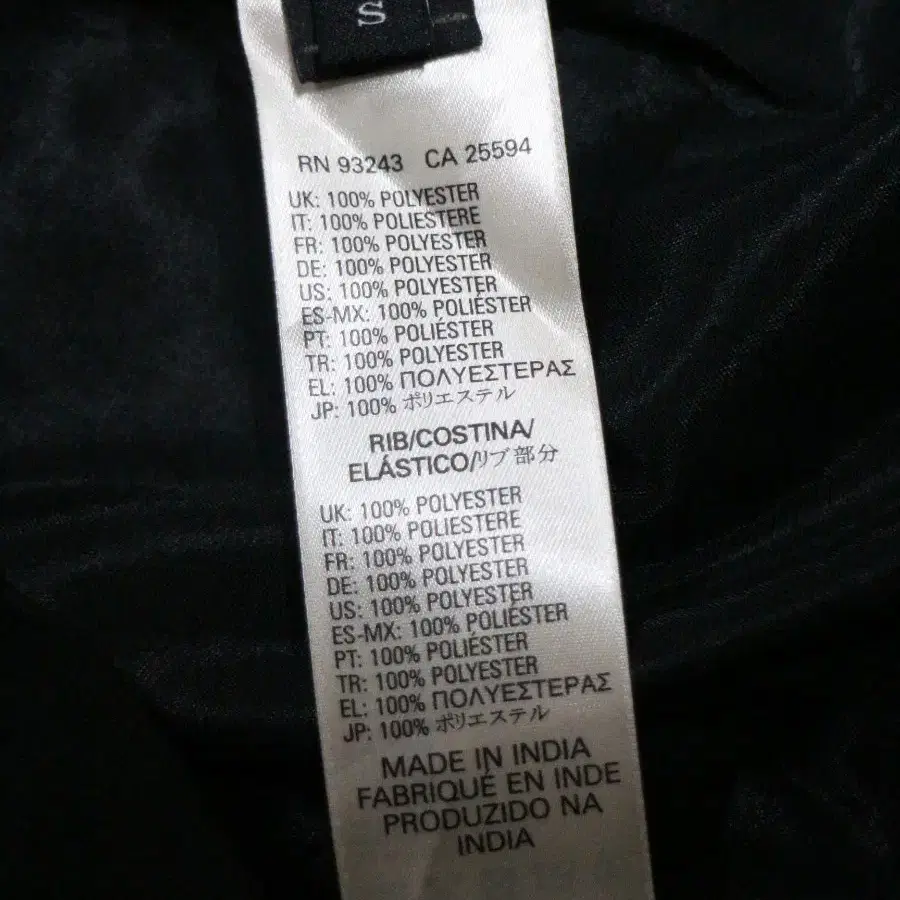 S
RN 93243 CA 25594
UK: 100% POLYESTER
IT: 100% POLIESTERE
FR: 100% POLYESTER
DE: 100% POLYESTER
US: 100% POLYESTER
ES-MX: 100% POLIÉSTER
PT: 100% POLIÉSTER
TR: 100% POLYESTER
EL: 100% ΠΟΛΥΕΣΤΕΡΑΣ
JP: 100% ポリエステル
RIB/COSTINA/
ELÁSTICO/リブ部分
UK: 100% POLYESTER
IT: 100% POLIESTERE
FR: 100% POLYESTER
DE: 100% POLYESTER
US: 100% POLYESTER
ES-MX: 100% POLIÉSTER
PT: 100% POLIÉSTER
TR: 100% POLYESTER
EL: 100% ΠΟΛΥΕΣΤΕΡΑΣ
JP: 100% ポリエステル
MADE IN INDIA
FABRIQUÉ EN INDE
PRODUZIDO NA
INDIA